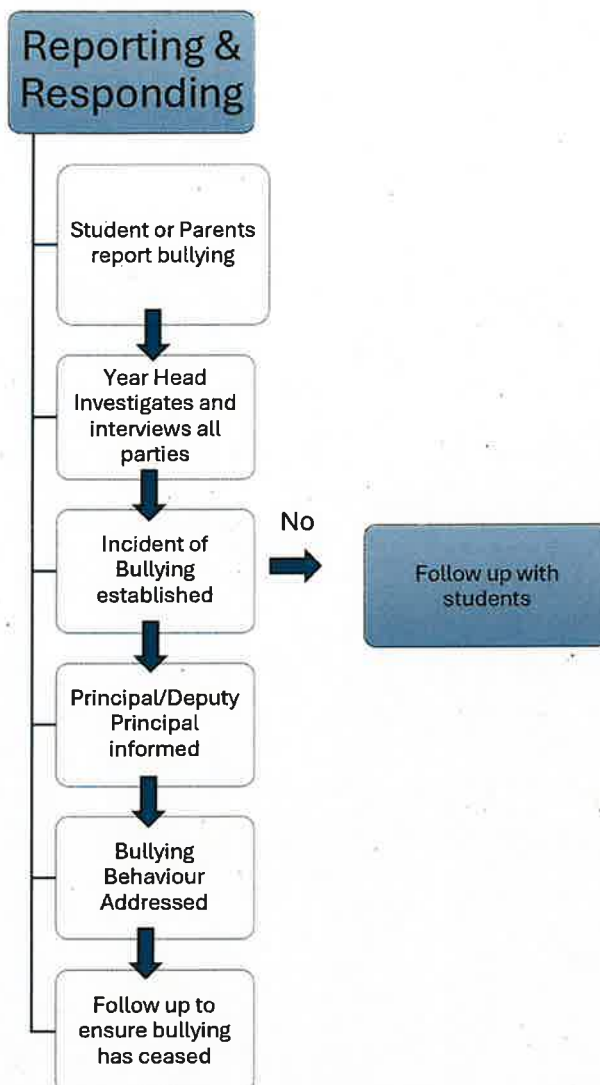 Reporting &
Responding
Student or Parents
report bullying
Year Head
Investigates and
interviews all
parties
Incident of
Bullying
established
No
Follow up with
students
Principal/Deputy
Principal
informed
Bullying
Behaviour
Addressed
Follow up to
ensure bullying
has ceased